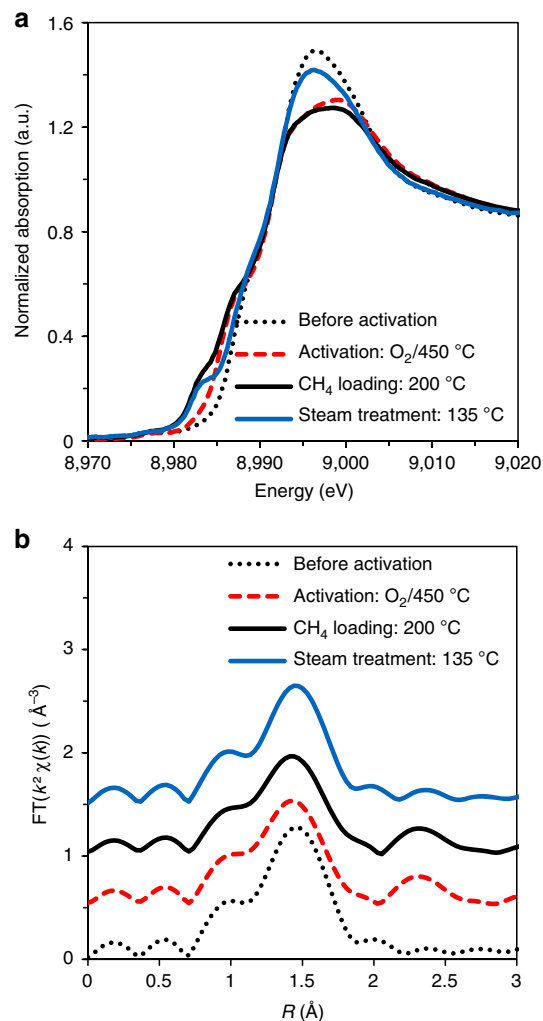 a
1.6
1.2
0.8
0.4
0
Normalized absorption (a.u.)
Before activation
Activation: O₂/450 °C
CH₄ loading: 200 °C
Steam treatment: 135 °C
8,970 8,980 8,990 9,000 9,010 9,020
Energy (eV)
b
4
3
2
1
0
FT(k² χ(k)) ( Å⁻³)
Before activation
Activation: O₂/450 °C
CH₄ loading: 200 °C
Steam treatment: 135 °C
0 0.5 1 1.5 2 2.5 3
R (Å)